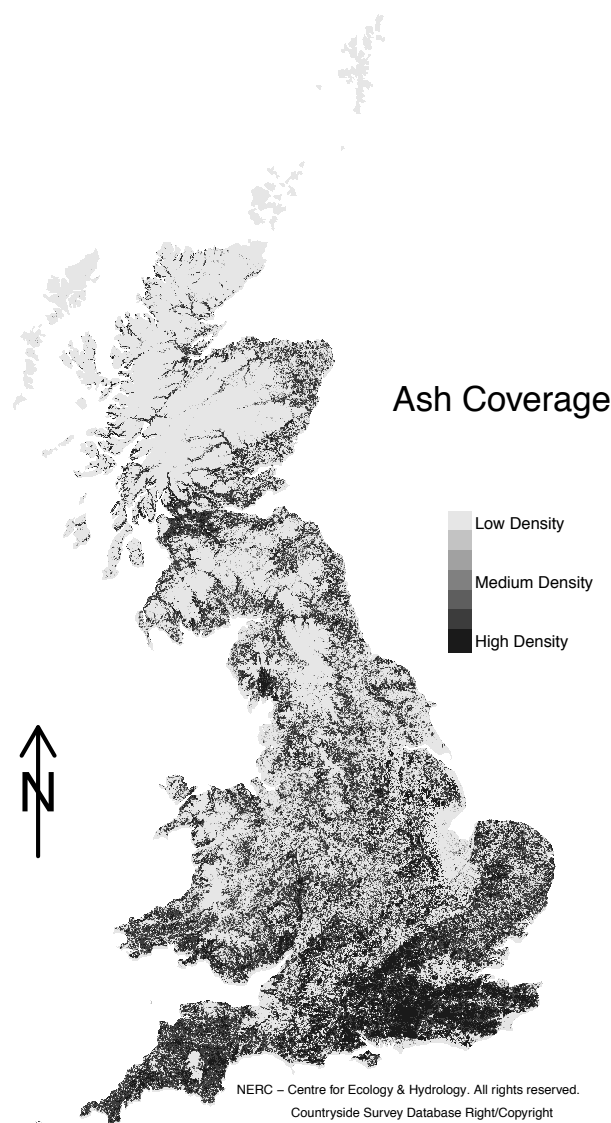 Ash Coverage
Low Density
Medium Density
High Density
N
NERC – Centre for Ecology & Hydrology. All rights reserved.
Countryside Survey Database Right/Copyright